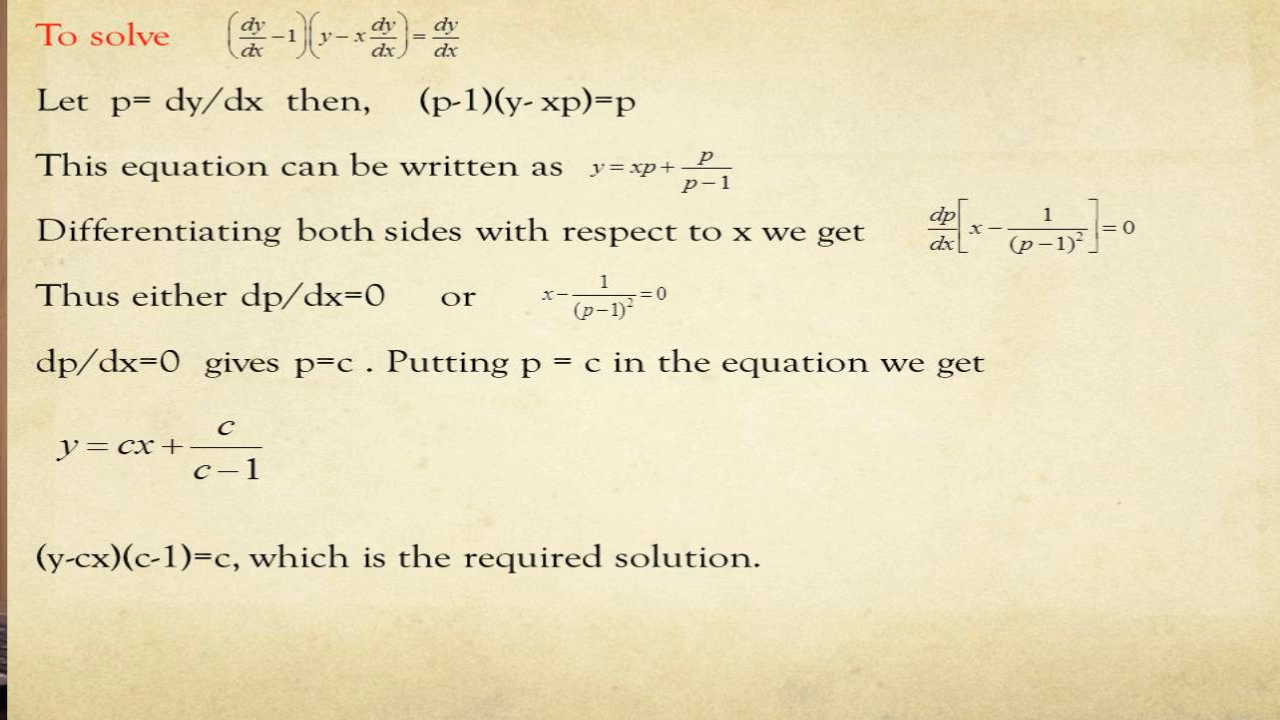 To solve (dy/dx −1)(y−x dy/dx)= dy/dx
Let p= dy/dx then, (p-1)(y- xp)=p
This equation can be written as y=xp+ p/(p−1)
Differentiating both sides with respect to x we get dp/dx [x− 1/(p−1)²]=0
Thus either dp/dx=0 or x− 1/(p−1)² =0
dp/dx=0 gives p=c . Putting p = c in the equation we get
y = cx + c/(c−1)
(y-cx)(c-1)=c, which is the required solution.